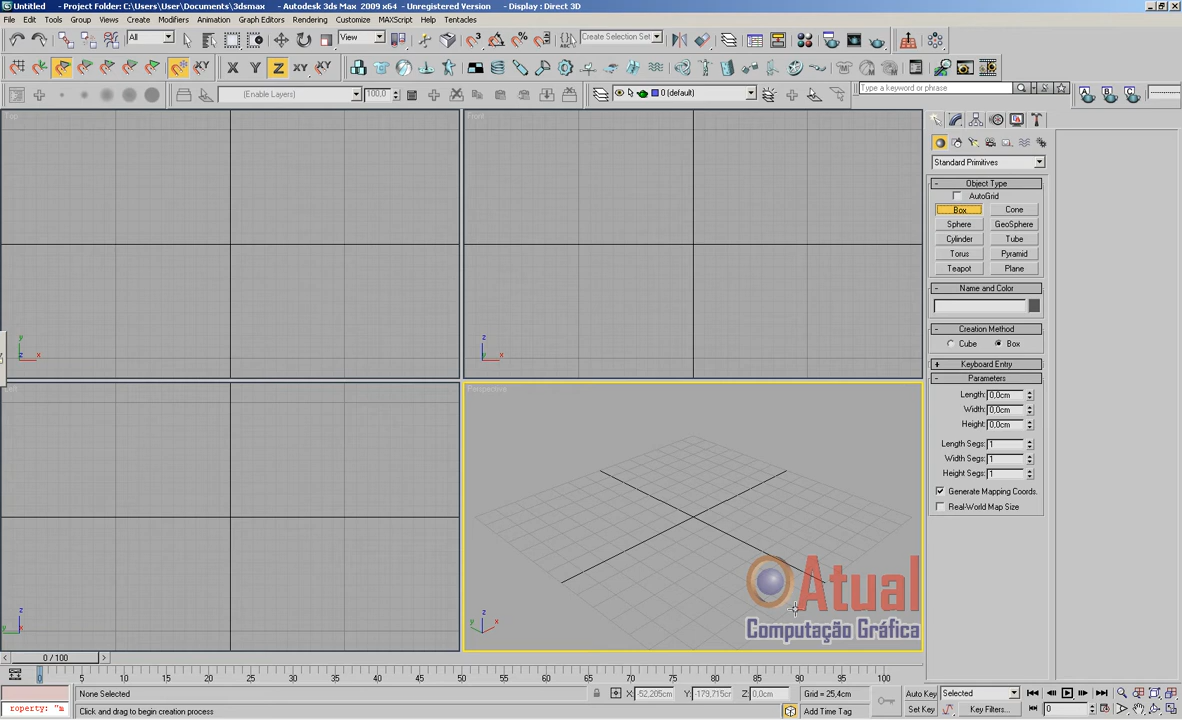 Untitled - Project Folder: C:\Users\User\Documents\3dsmax - Autodesk 3ds Max 2009 x64 - Unregistered Version - Display : Direct 3D
File Edit Tools Group Views Create Modifiers Animation Graph Editors Rendering Customize MAXScript Help Tentacles
All View Create Selection Set
X Y Z XY XY
(Enable Layers) 100,0 0 (default) Type a keyword or phrase A B C
Top
Front
Standard Primitives
- Object Type
AutoGrid
Box Cone
Sphere GeoSphere
Cylinder Tube
Torus Pyramid
Teapot Plane
- Name and Color
- Creation Method
Cube Box
+ Keyboard Entry
- Parameters
Length: 0,0cm
Width: 0,0cm
Height: 0,0cm
Length Segs: 1
Width Segs: 1
Height Segs: 1
Generate Mapping Coords.
Real-World Map Size
y z x
z y x
Left
Perspective
Atual
Computação Gráfica
z y x
z y x
< 0 / 100 >
0 5 10 15 20 25 30 35 40 45 50 55 60 65 70 75 80 85 90 95 100
None Selected X: -52,205cm Y: -179,715cm Z: 0,0cm Grid = 25,4cm Auto Key Selected
roperty: "m Click and drag to begin creation process Add Time Tag Set Key Key Filters... 0